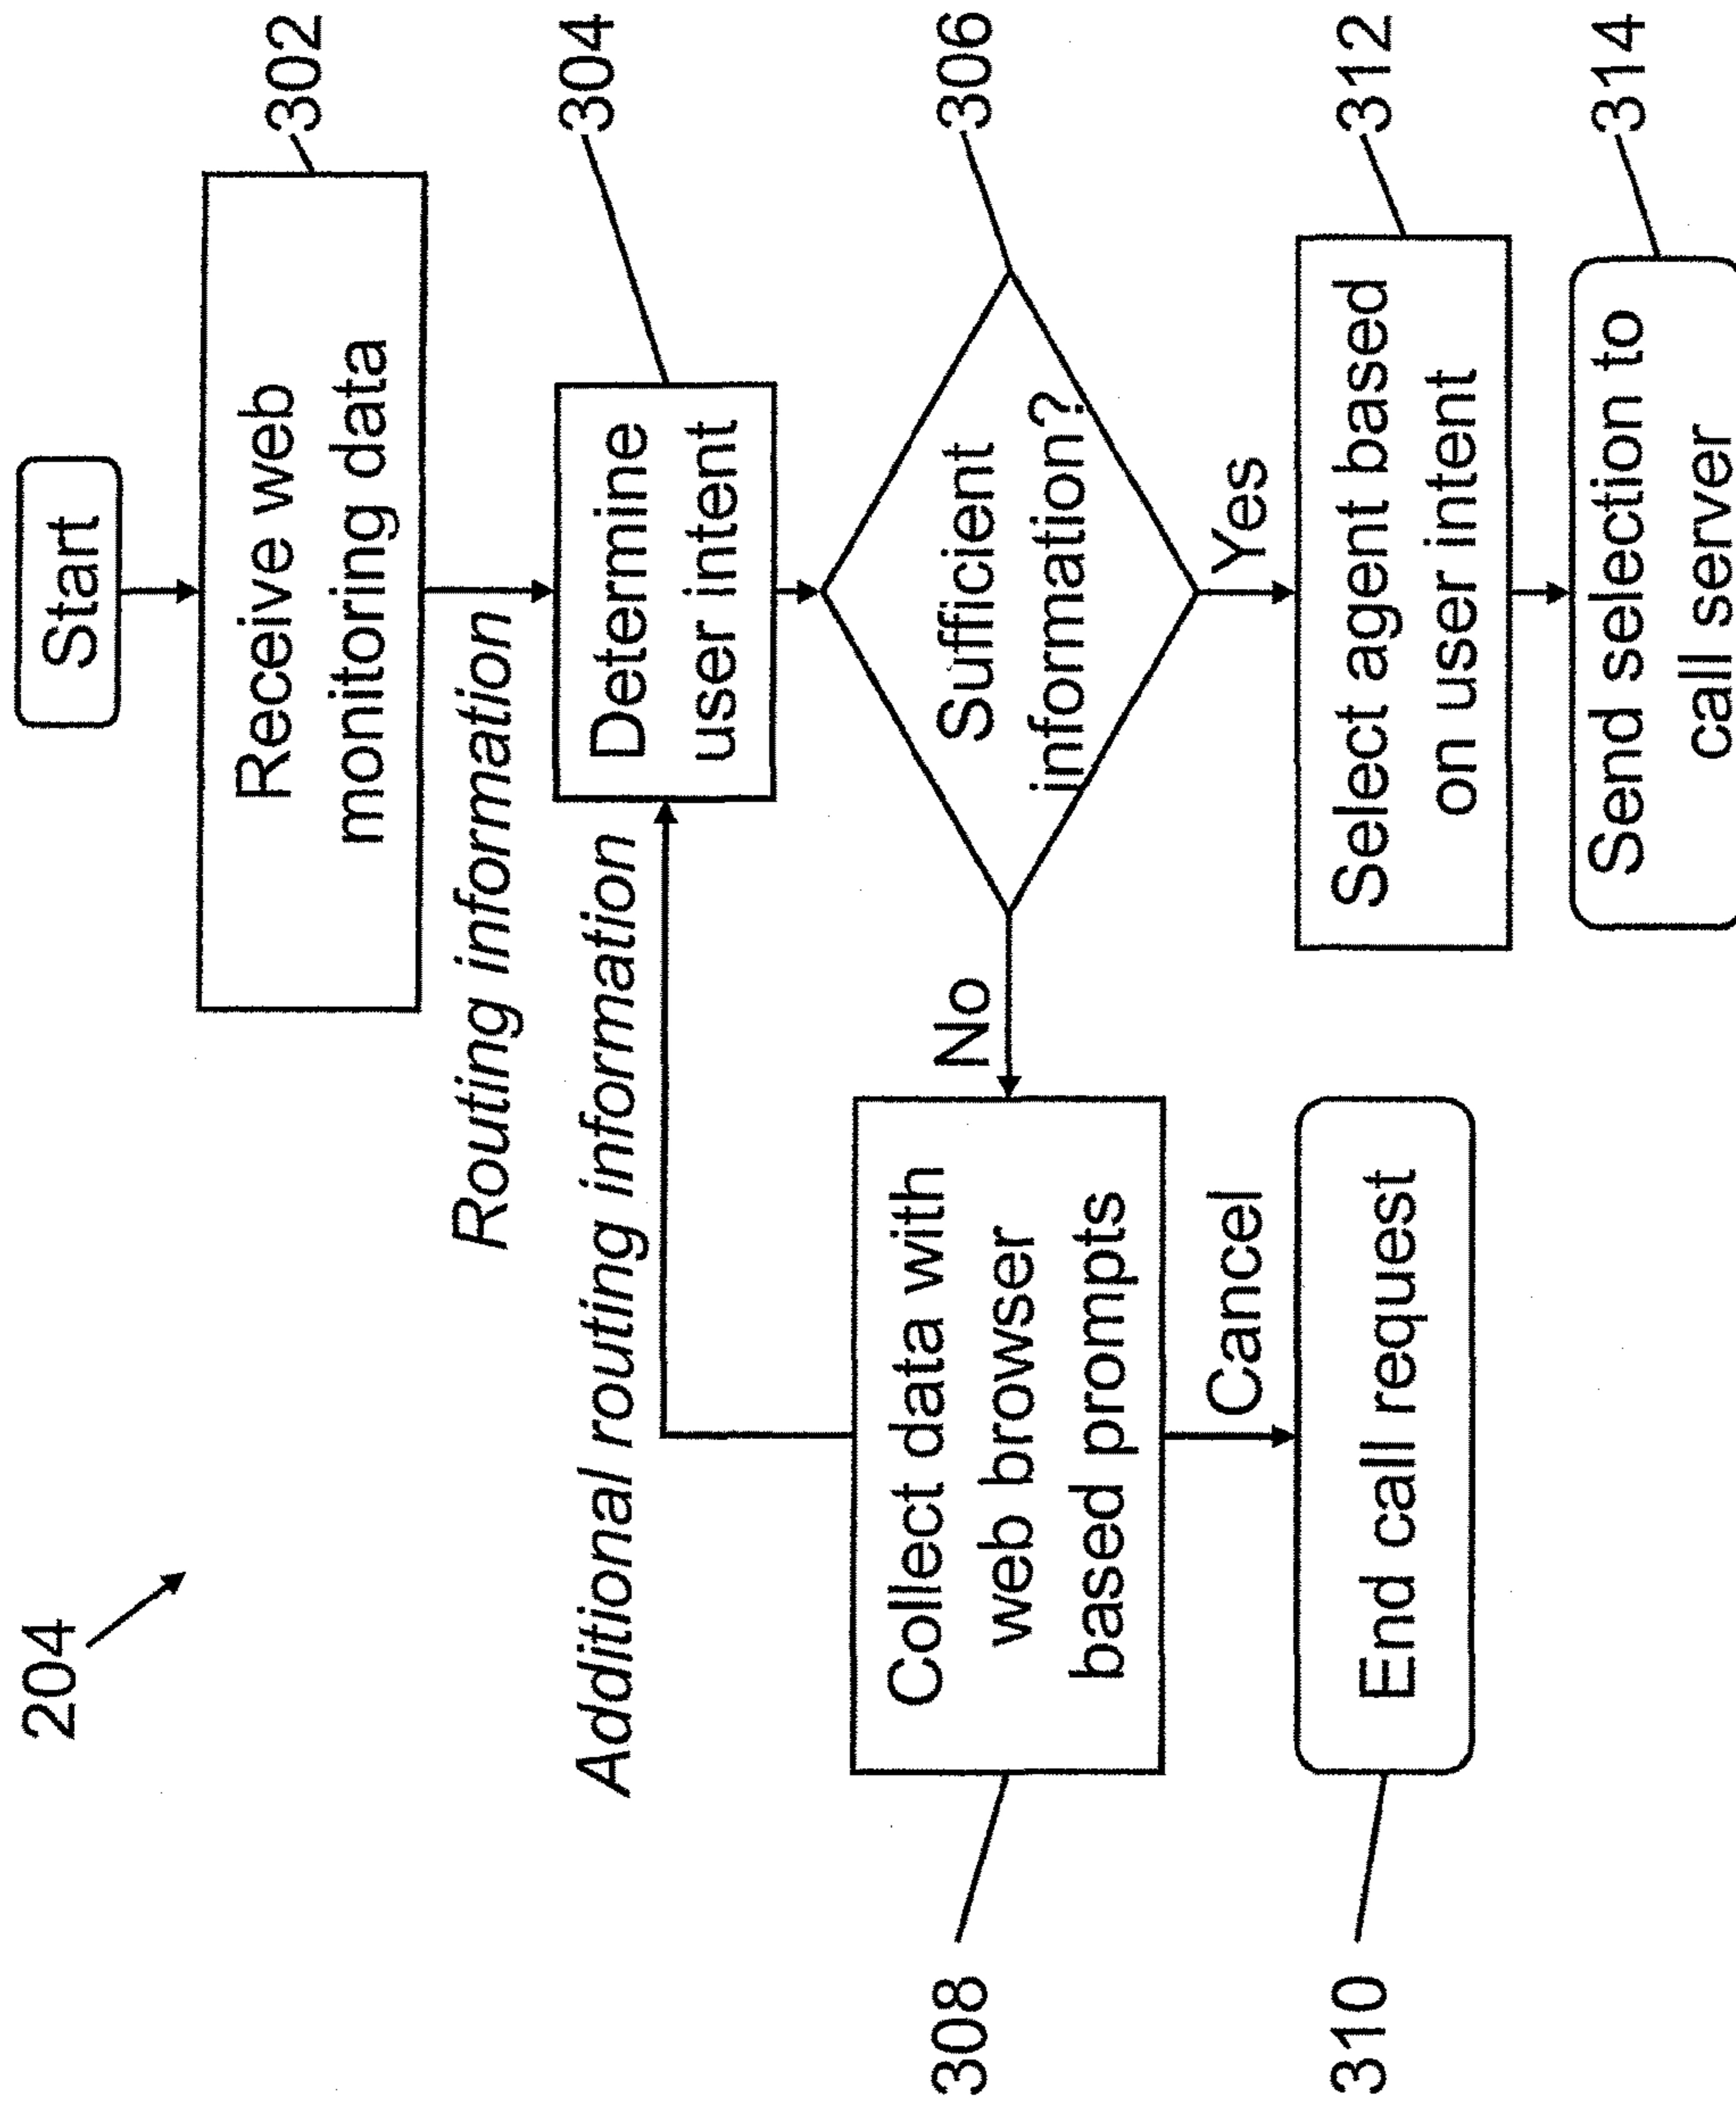 204
Start
Receive web
monitoring data
302
Routing information
Determine
user intent
304
Additional routing information
Sufficient
information?
306
No
Yes
Collect data with
web browser
based prompts
308
Cancel
End call request
310
Select agent based
on user intent
312
Send selection to
call server
314